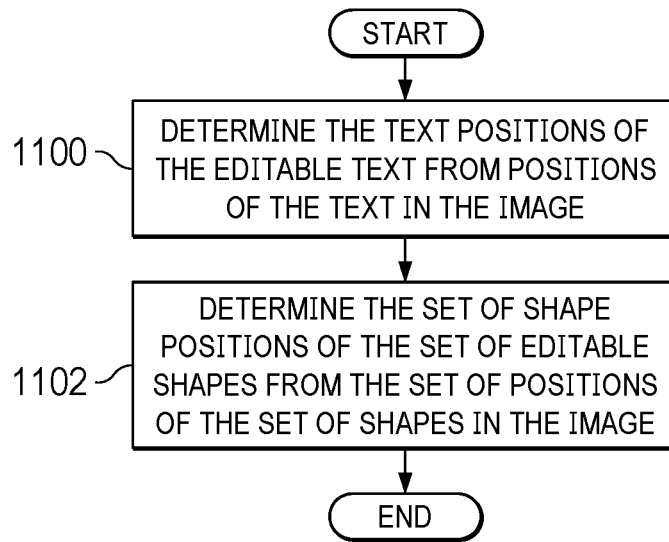 START
1100
DETERMINE THE TEXT POSITIONS OF
THE EDITABLE TEXT FROM POSITIONS
OF THE TEXT IN THE IMAGE
1102
DETERMINE THE SET OF SHAPE
POSITIONS OF THE SET OF EDITABLE
SHAPES FROM THE SET OF POSITIONS
OF THE SET OF SHAPES IN THE IMAGE
END